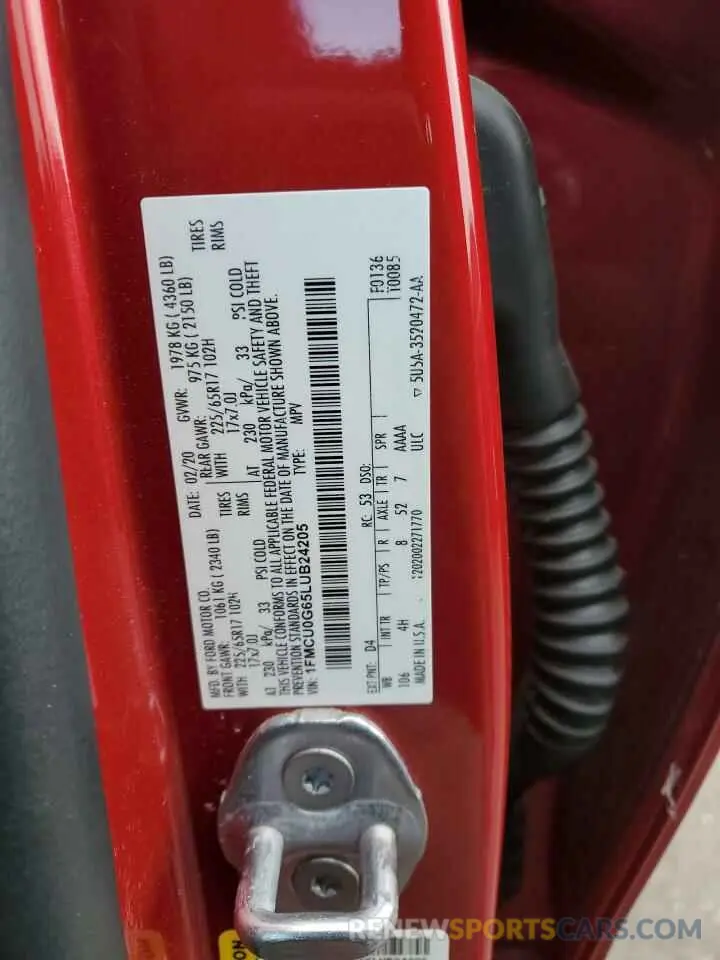 MFD. BY FORD MOTOR CO. DATE: 02/20 GVWR: 1978 KG ( 4360 LB)
FRONT GAWR: 1061 KG ( 2340 LB) REAR GAWR: 975 KG ( 2150 LB)
WITH 225/65R17 102H TIRES WITH 225/65R17 102H TIRES
17x7.0J RIMS 17x7.0J RIMS
AT 230 kPa/ 33 PSI COLD AT 230 kPa/ 33 PSI COLD
THIS VEHICLE CONFORMS TO ALL APPLICABLE FEDERAL MOTOR VEHICLE SAFETY AND THEFT
PREVENTION STANDARDS IN EFFECT ON THE DATE OF MANUFACTURE SHOWN ABOVE.
VIN: 1FMCU0G65LUB24205 TYPE: MPV
F0136
T0085
EXT PNT: D4 RC: 53 DSO:
WB INT TR TP/PS R AXLE TR SPR
106 4H 8 52 7 AAAA
MADE IN U.S.A. 202002271770 ULC 5U5A-3520472-AA
RENEWSPORTSCARS.COM